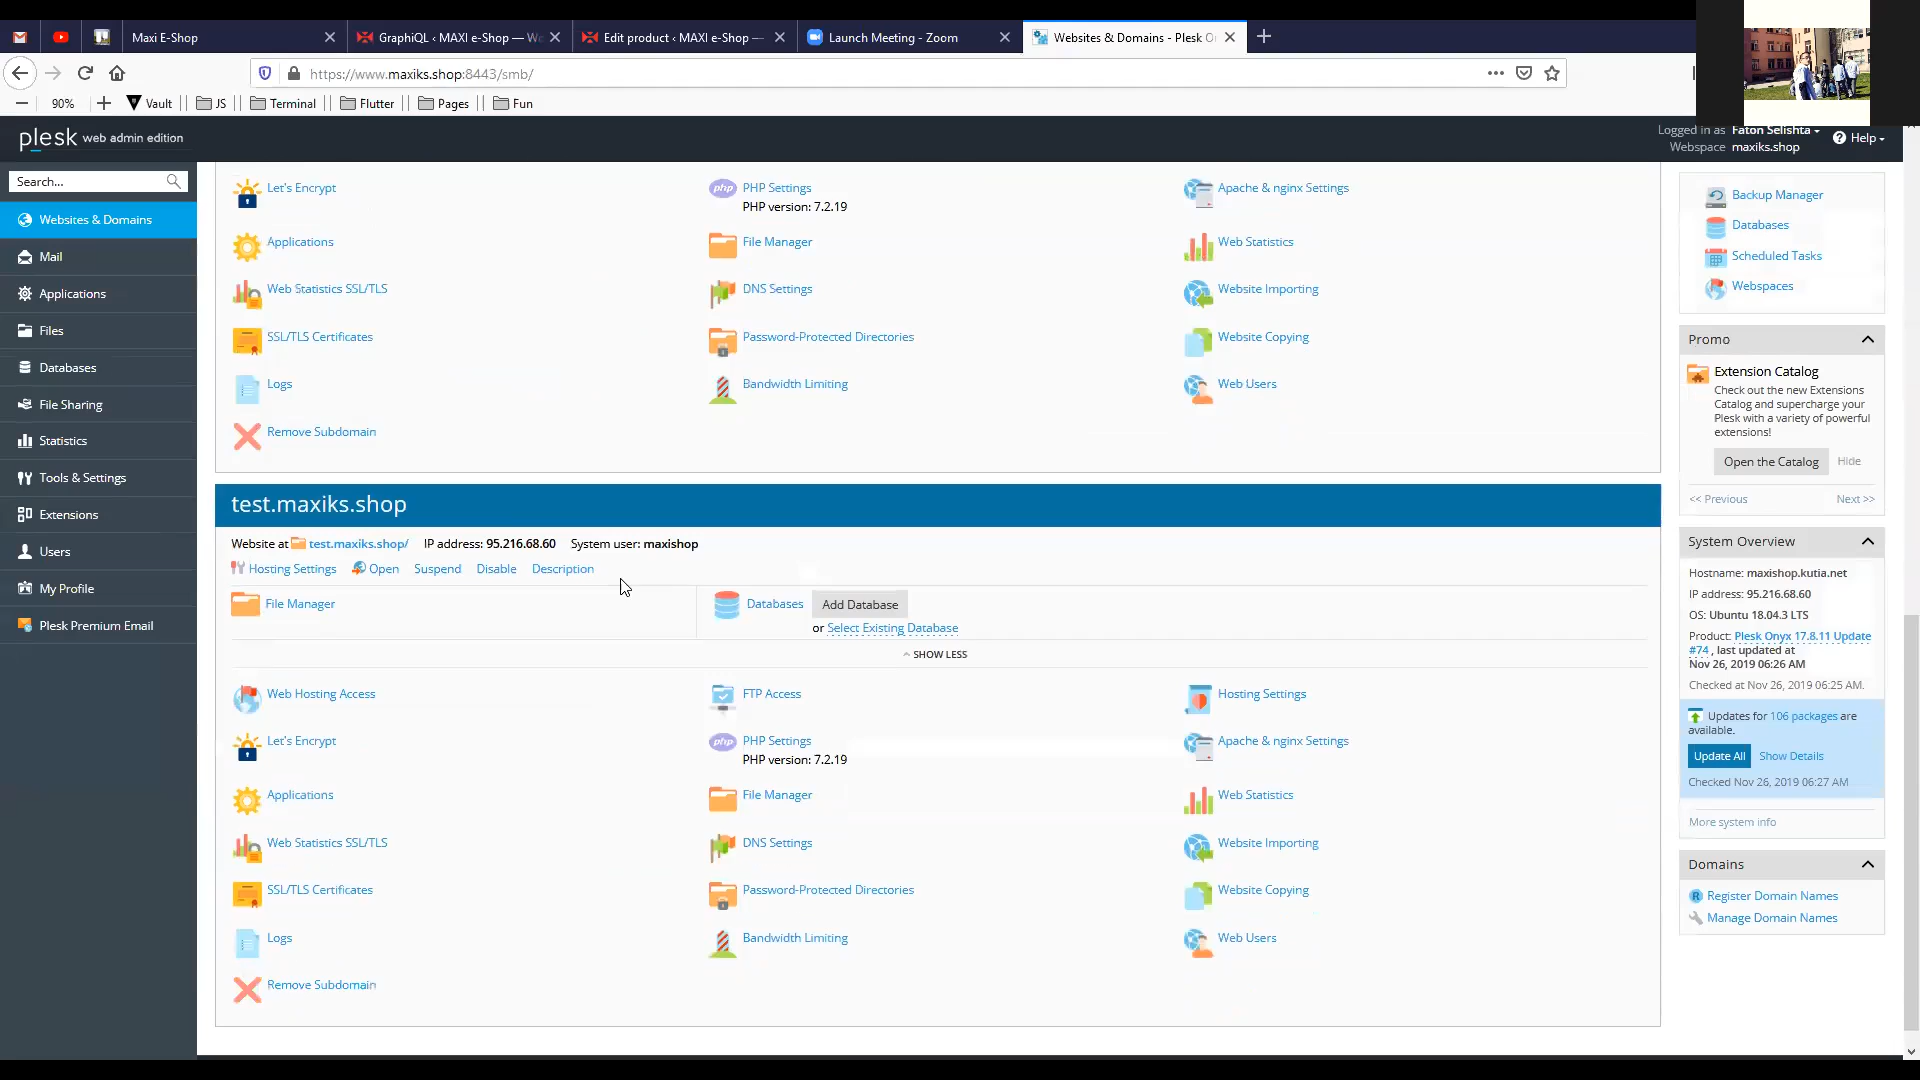 Maxi E-Shop
GraphiQL ‹ MAXI e-Shop — W
Edit product ‹ MAXI e-Shop —
Launch Meeting - Zoom
Websites & Domains - Plesk O
https://www.maxiks.shop:8443/smb/
90%
Vault
JS
Terminal
Flutter
Pages
Fun
plesk web admin edition
Logged in as Faton Selishta
Webspace maxiks.shop
Help
Search...
Websites & Domains
Mail
Applications
Files
Databases
File Sharing
Statistics
Tools & Settings
Extensions
Users
My Profile
Plesk Premium Email
Let's Encrypt
PHP Settings
PHP version: 7.2.19
Apache & nginx Settings
Applications
File Manager
Web Statistics
Web Statistics SSL/TLS
DNS Settings
Website Importing
SSL/TLS Certificates
Password-Protected Directories
Website Copying
Logs
Bandwidth Limiting
Web Users
Remove Subdomain
test.maxiks.shop
Website at test.maxiks.shop/ IP address: 95.216.68.60 System user: maxishop
Hosting Settings Open Suspend Disable Description
File Manager
Databases Add Database
or Select Existing Database
SHOW LESS
Web Hosting Access
FTP Access
Hosting Settings
Let's Encrypt
php PHP Settings
PHP version: 7.2.19
Apache & nginx Settings
Applications
File Manager
Web Statistics
Web Statistics SSL/TLS
DNS Settings
Website Importing
SSL/TLS Certificates
Password-Protected Directories
Website Copying
Logs
Bandwidth Limiting
Web Users
Remove Subdomain
Backup Manager
Databases
Scheduled Tasks
Webspaces
Promo
Extension Catalog
Check out the new Extensions
Catalog and supercharge your
Plesk with a variety of powerful
extensions!
Open the Catalog Hide
<< Previous Next >>
System Overview
Hostname: maxishop.kutia.net
IP address: 95.216.68.60
OS: Ubuntu 18.04.3 LTS
Product: Plesk Onyx 17.8.11 Update
#74 , last updated at
Nov 26, 2019 06:26 AM
Checked at Nov 26, 2019 06:25 AM.
Updates for 106 packages are
available.
Update All Show Details
Checked Nov 26, 2019 06:27 AM
More system info
Domains
Register Domain Names
Manage Domain Names